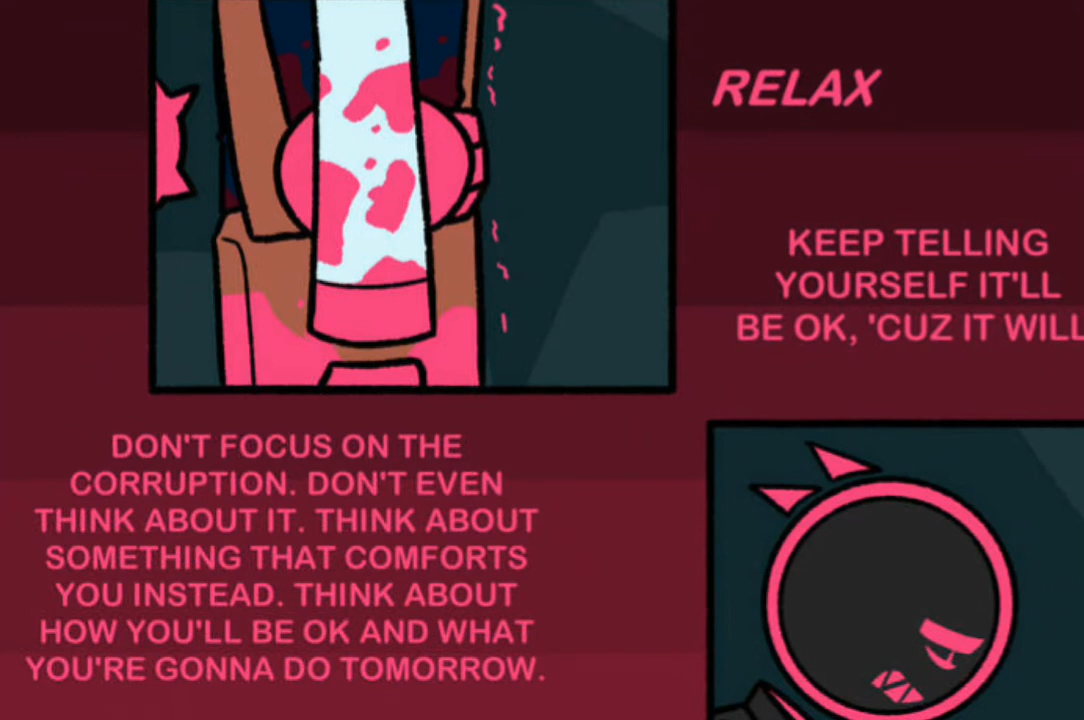 RELAX
KEEP TELLING
YOURSELF IT'LL
BE OK, 'CUZ IT WILL
DON'T FOCUS ON THE
CORRUPTION. DON'T EVEN
THINK ABOUT IT. THINK ABOUT
SOMETHING THAT COMFORTS
YOU INSTEAD. THINK ABOUT
HOW YOU'LL BE OK AND WHAT
YOU'RE GONNA DO TOMORROW.